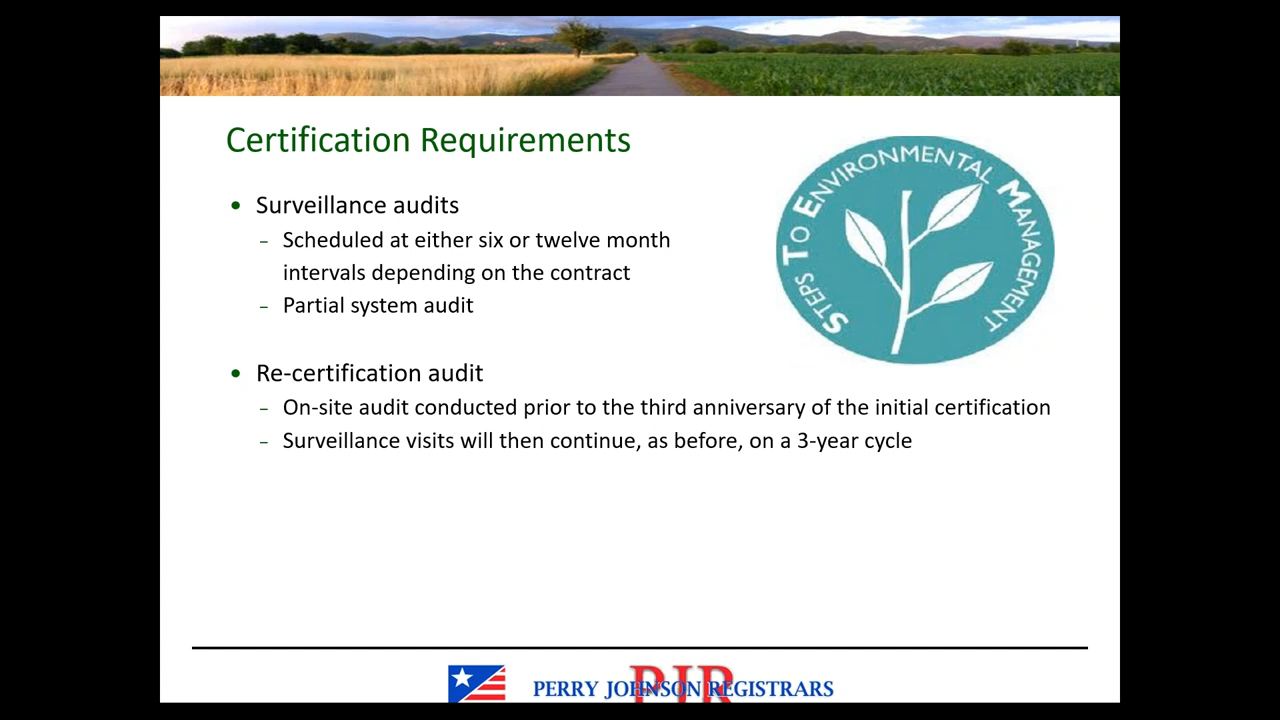 Certification Requirements
• Surveillance audits
– Scheduled at either six or twelve month
intervals depending on the contract
– Partial system audit
• Re-certification audit
– On-site audit conducted prior to the third anniversary of the initial certification
– Surveillance visits will then continue, as before, on a 3-year cycle
STEPS TO ENVIRONMENTAL MANAGEMENT
PJR
PERRY JOHNSON REGISTRARS